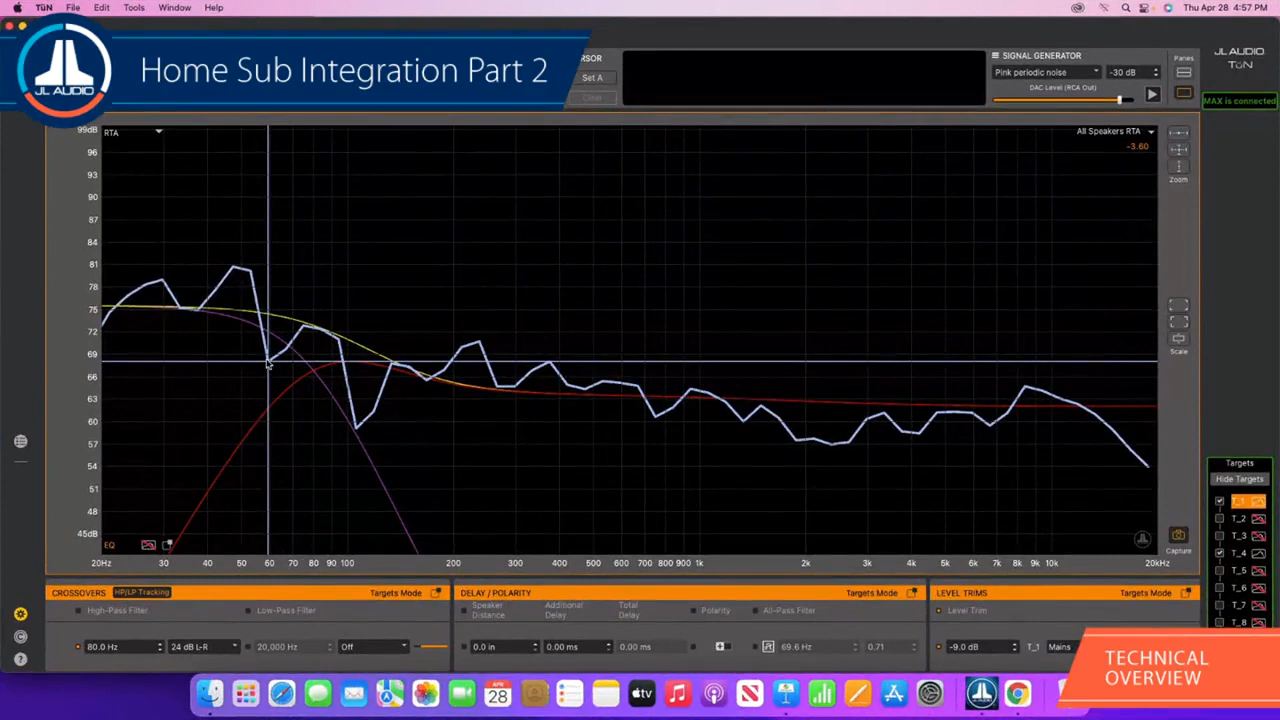 TüN File Edit Tools Window Help
Thu Apr 28 4:57 PM
JL AUDIO
Home Sub Integration Part 2
CURSOR
Set A
Clear
SIGNAL GENERATOR
Pink periodic noise
-30 dB
DAC Level (RCA Out)
Panes
JL AUDIO
TüN
MAX is connected
RTA
All Speakers RTA
-3.60
Zoom
Scale
Capture
99dB
96
93
90
87
84
81
78
75
72
69
66
63
60
57
54
51
48
45dB
EQ
20Hz 30 40 50 60 70 80 90 100 200 300 400 500 600 700 800 900 1k 2k 3k 4k 5k 6k 7k 8k 9k 10k 20kHz
Targets
Hide Targets
T_1
T_2
T_3
T_4
T_5
T_6
T_7
T_8
CROSSOVERS HP/LP Tracking Targets Mode
High-Pass Filter Low-Pass Filter
80.0 Hz 24 dB L-R 20,000 Hz Off
DELAY / POLARITY Targets Mode
Speaker Distance Additional Delay Total Delay Polarity All-Pass Filter
0.0 in 0.00 ms 0.00 ms 69.6 Hz 0.71
LEVEL TRIMS Targets Mode
Level Trim
-9.0 dB T_1 Mains
TECHNICAL
OVERVIEW
APR
28